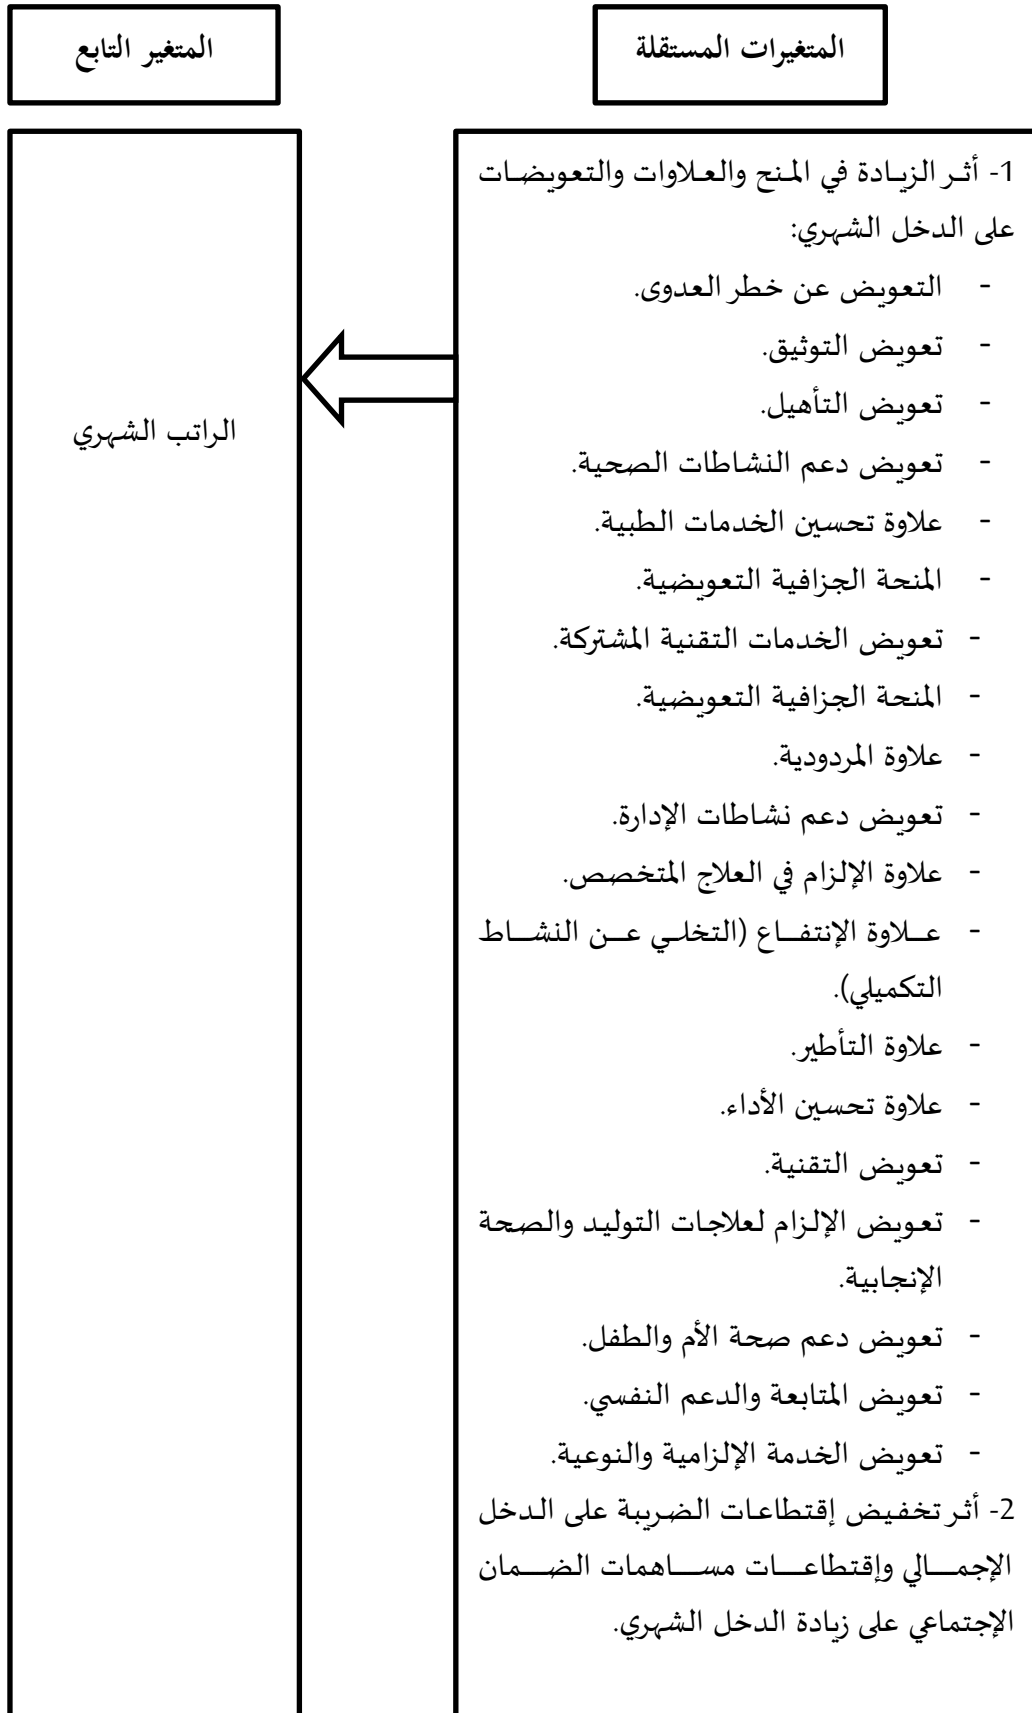 المتغيرات المستقلة
المتغير التابع
1- أثر الزيادة في المنح والعلاوات والتعويضات
على الدخل الشهري:
- التعويض عن خطر العدوى.
- تعويض التوثيق.
- تعويض التأهيل.
- تعويض دعم النشاطات الصحية.
- علاوة تحسين الخدمات الطبية.
- المنحة الجزافية التعويضية.
- تعويض الخدمات التقنية المشتركة.
- المنحة الجزافية التعويضية.
- علاوة المردودية.
- تعويض دعم نشاطات الإدارة.
- علاوة الإلزام في العلاج المتخصص.
- علاوة الإنتفاع (التخلي عن النشاط
التكميلي).
- علاوة التأطير.
- علاوة تحسين الأداء.
- تعويض التقنية.
- تعويض الإلزام لعلاجات التوليد والصحة
الإنجابية.
- تعويض دعم صحة الأم والطفل.
- تعويض المتابعة والدعم النفسي.
- تعويض الخدمة الإلزامية والنوعية.
2- أثر تخفيض إقتطاعات الضريبة على الدخل
الإجمالي وإقتطاعات مساهمات الضمان
الإجتماعي على زيادة الدخل الشهري.
الراتب الشهري